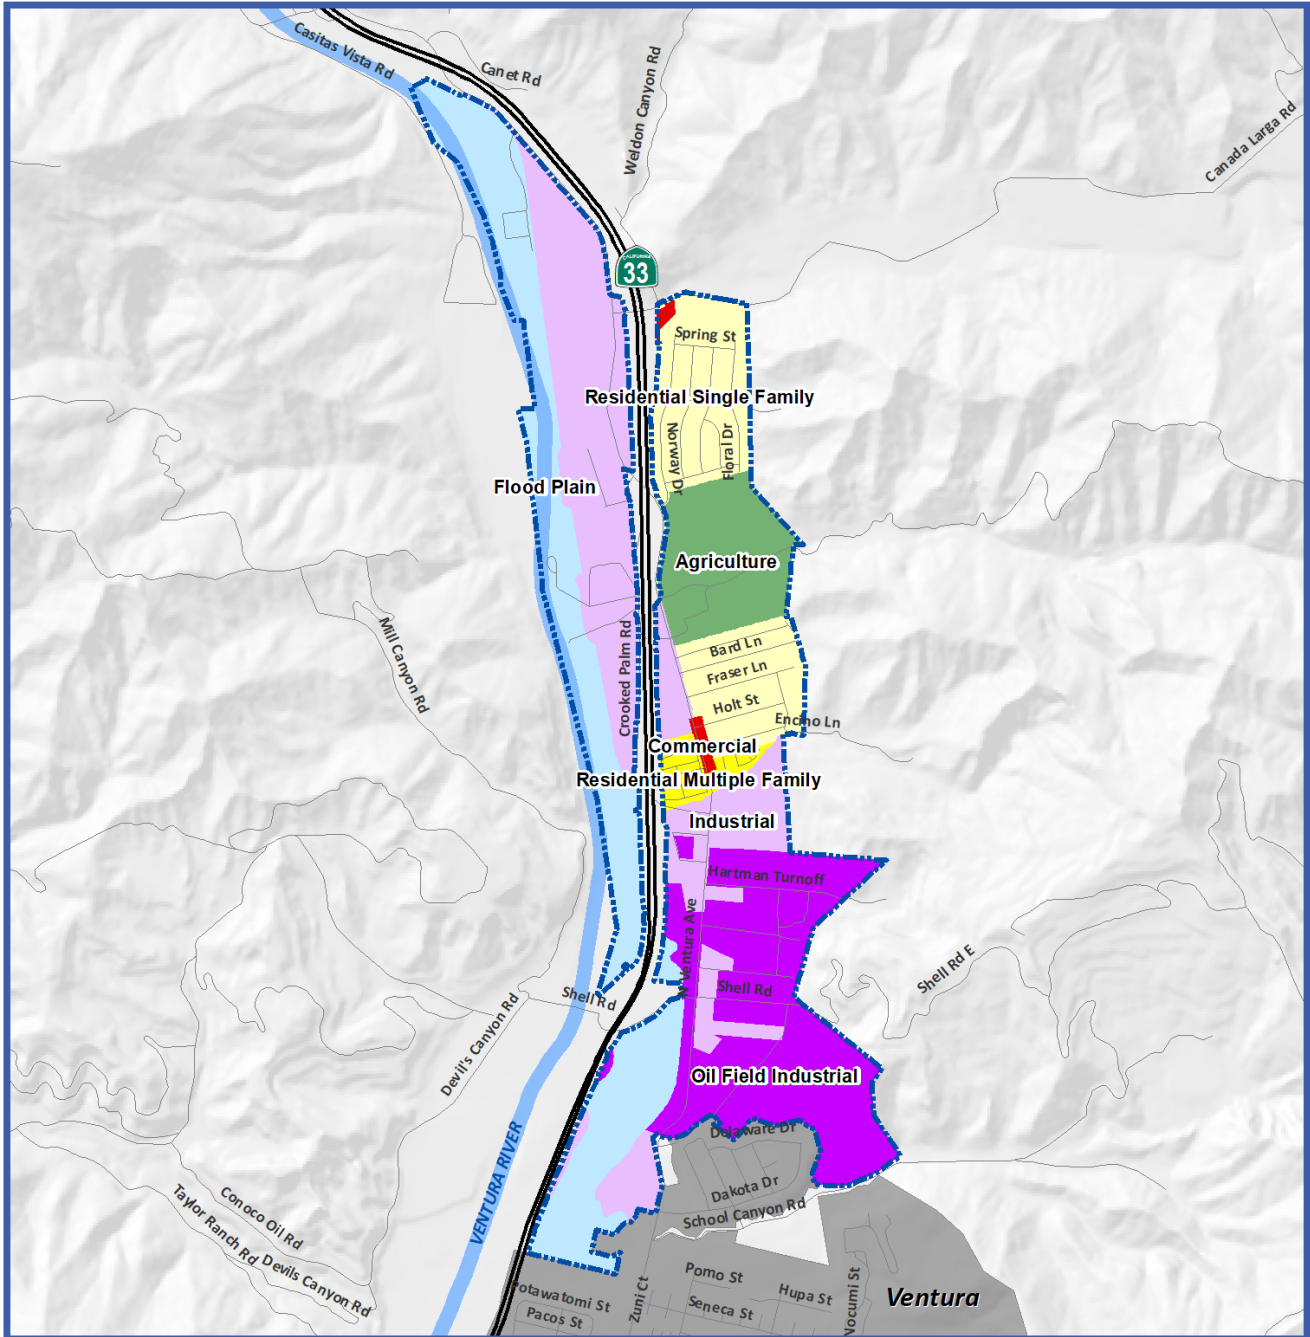 Casitas Vista Rd
Canet Rd
Weldon Canyon Rd
Canada Larga Rd
CALIFORNIA
33
Spring St
Residential Single Family
Norway Dr
Floral Dr
Flood Plain
Agriculture
Mill Canyon Rd
Crooked Palm Rd
Bard Ln
Fraser Ln
Holt St
Encino Ln
Commercial
Residential Multiple Family
Industrial
Hartman Turnoff
N Ventura Ave
Shell Rd E
Shell Rd
Shell Rd
Devil's Canyon Rd
Oil Field Industrial
Delaware Dr
VENTURA RIVER
Dakota Dr
School Canyon Rd
Conoco Oil Rd
Taylor Ranch Rd
Devils Canyon Rd
Pomo St
Hupa St
Nocumi St
Ventura
Zuni Ct
Seneca St
otawatomi St
Pacos St